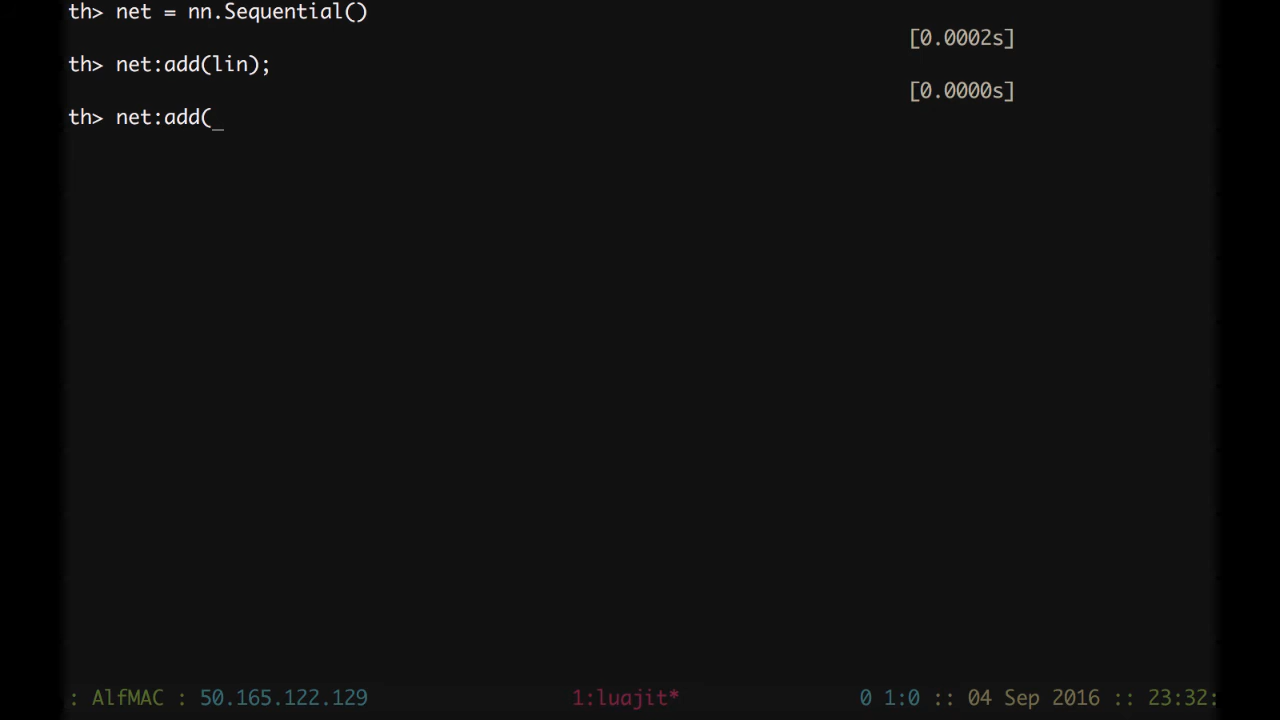 th> net = nn.Sequential()
[0.0002s]
th> net:add(lin);
[0.0000s]
th> net:add(_
: AlfMAC : 50.165.122.129 1:luajit* 0 1:0 :: 04 Sep 2016 :: 23:32: